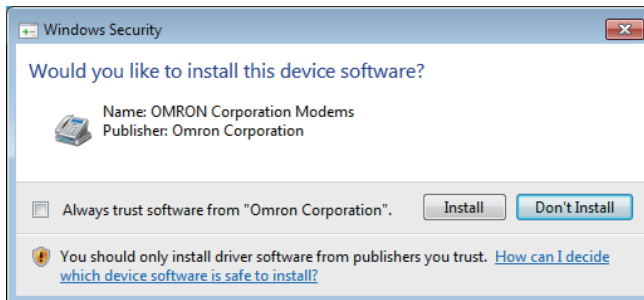 Windows Security
Would you like to install this device software?
Name: OMRON Corporation Modems
Publisher: Omron Corporation
Always trust software from "Omron Corporation".
Install
Don't Install
You should only install driver software from publishers you trust. How can I decide
which device software is safe to install?